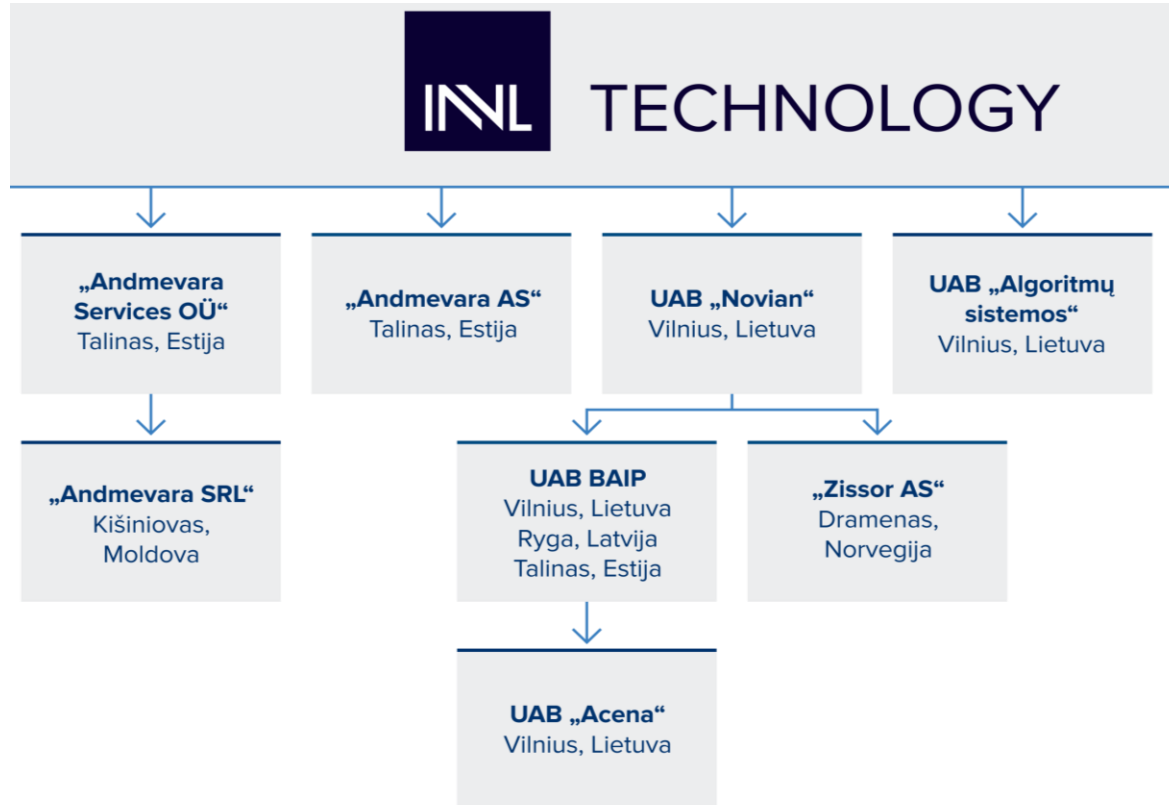 INVL TECHNOLOGY
„Andmevara
Services OÜ“
Talinas, Estija
„Andmevara AS“
Talinas, Estija
UAB „Novian“
Vilnius, Lietuva
UAB „Algoritmų
sistemos“
Vilnius, Lietuva
„Andmevara SRL“
Kišiniovas,
Moldova
UAB BAIP
Vilnius, Lietuva
Ryga, Latvija
Talinas, Estija
„Zissor AS“
Dramenas,
Norvegija
UAB „Acena“
Vilnius, Lietuva